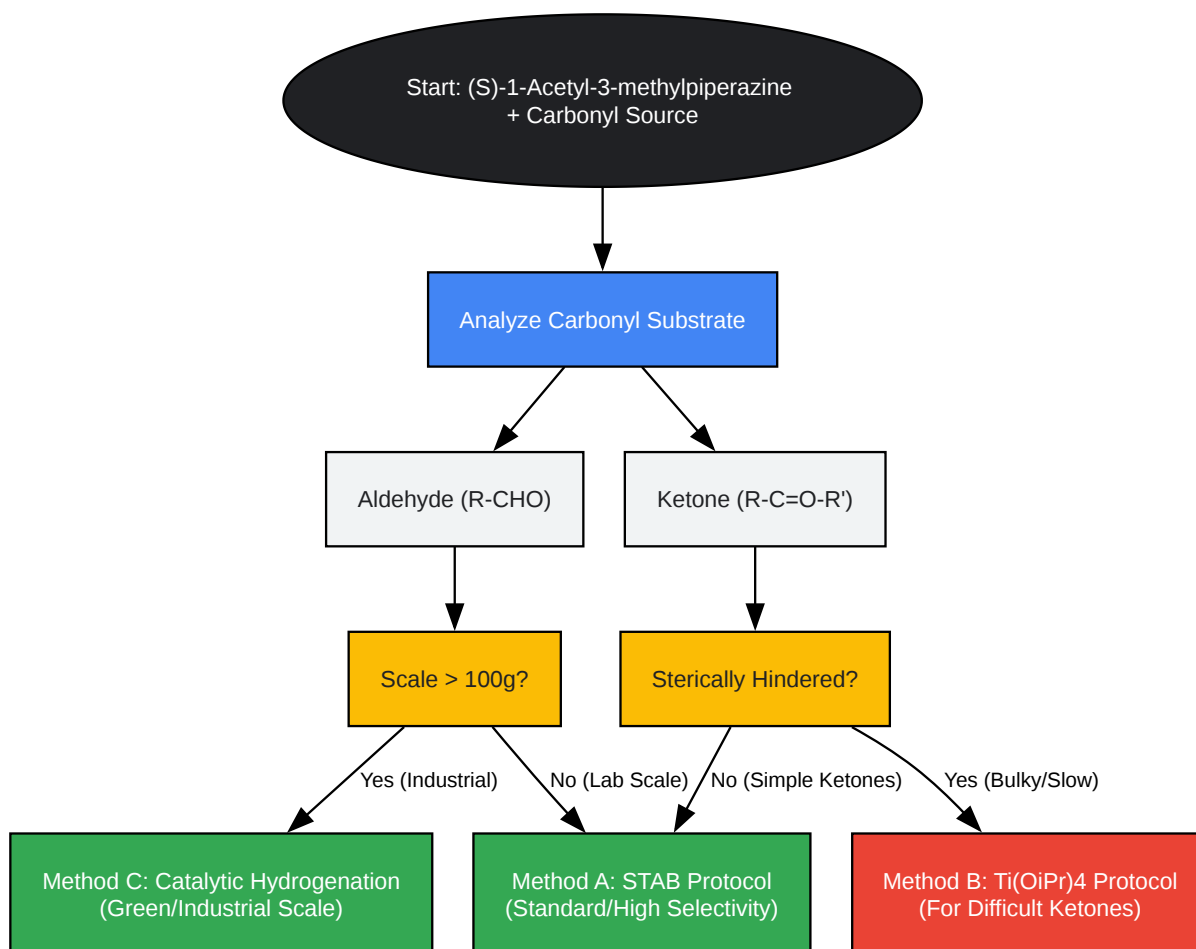 Start: (S)-1-Acetyl-3-methylpiperazine
+ Carbonyl Source
Analyze Carbonyl Substrate
Aldehyde (R-CHO)
Ketone (R-C=O-R')
Scale > 100g?
Sterically Hindered?
Yes (Industrial)
No (Lab Scale)
No (Simple Ketones)
Yes (Bulky/Slow)
Method C: Catalytic Hydrogenation
(Green/Industrial Scale)
Method A: STAB Protocol
(Standard/High Selectivity)
Method B: Ti(OiPr)4 Protocol
(For Difficult Ketones)